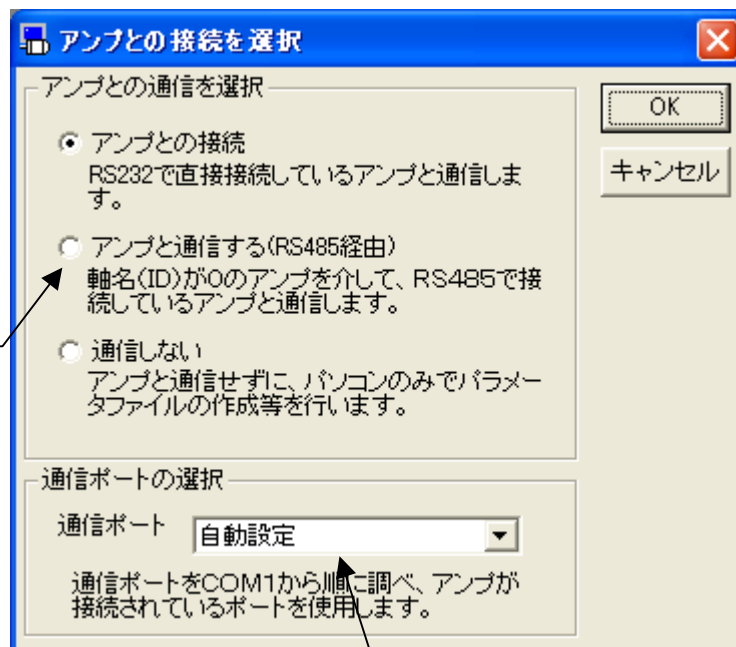 アンプとの接続を選択
アンプとの通信を選択
OK
キャンセル
アンプとの接続
RS232で直接接続しているアンプと通信しま
す。
アンプと通信する(RS485経由)
軸名(ID)が0のアンプを介して、RS485で接
続しているアンプと通信します。
通信しない
アンプと通信せずに、パソコンのみでパラメー
タファイルの作成等を行います。
通信ポートの選択
通信ポート
自動設定
通信ポートをCOM1から順に調べ、アンプが
接続されているポートを使用します。